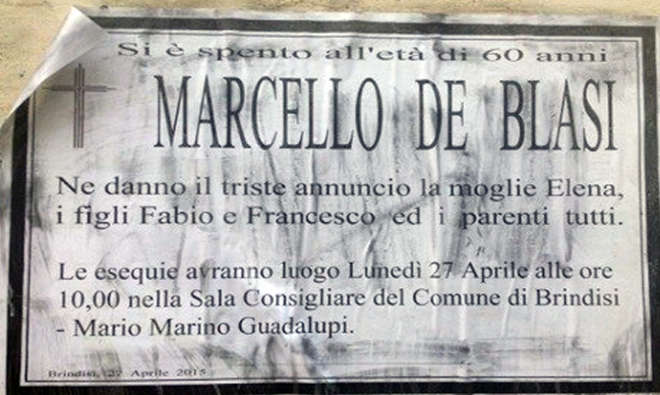 Si è spento all'età di 60 anni
MARCELLO DE BLASI
Ne danno il triste annuncio la moglie Elena,
i figli Fabio e Francesco ed i parenti tutti.
Le esequie avranno luogo Lunedì 27 Aprile alle ore
10,00 nella Sala Consigliare del Comune di Brindisi
- Mario Marino Guadalupi.
Brindisi, 27 Aprile 2015